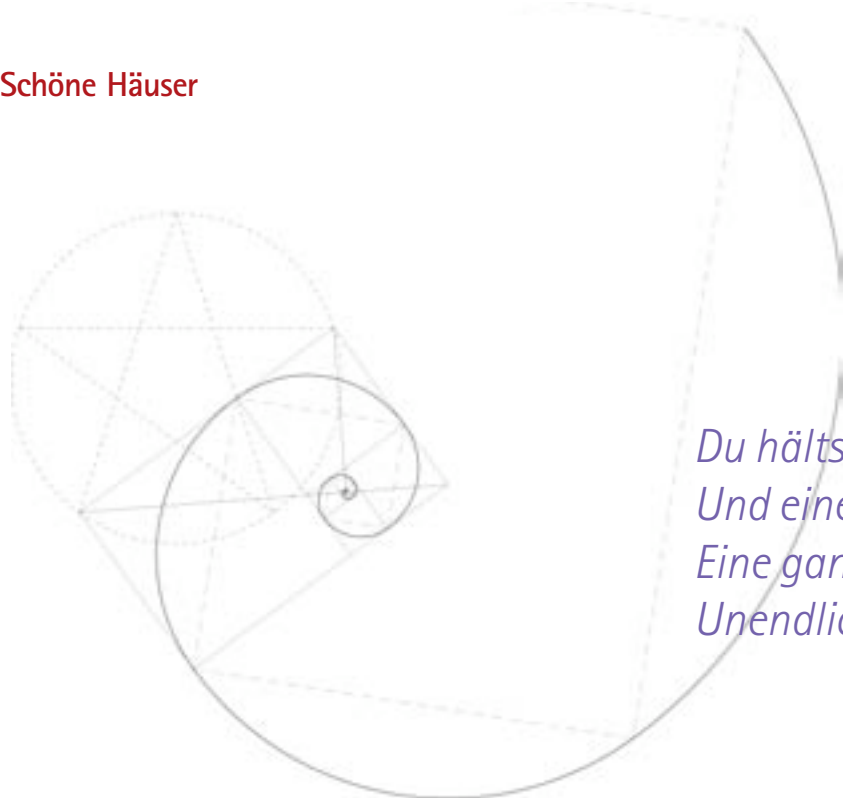 Schöne Häuser
Du hälts
Und eine
Eine gan
Unendlic